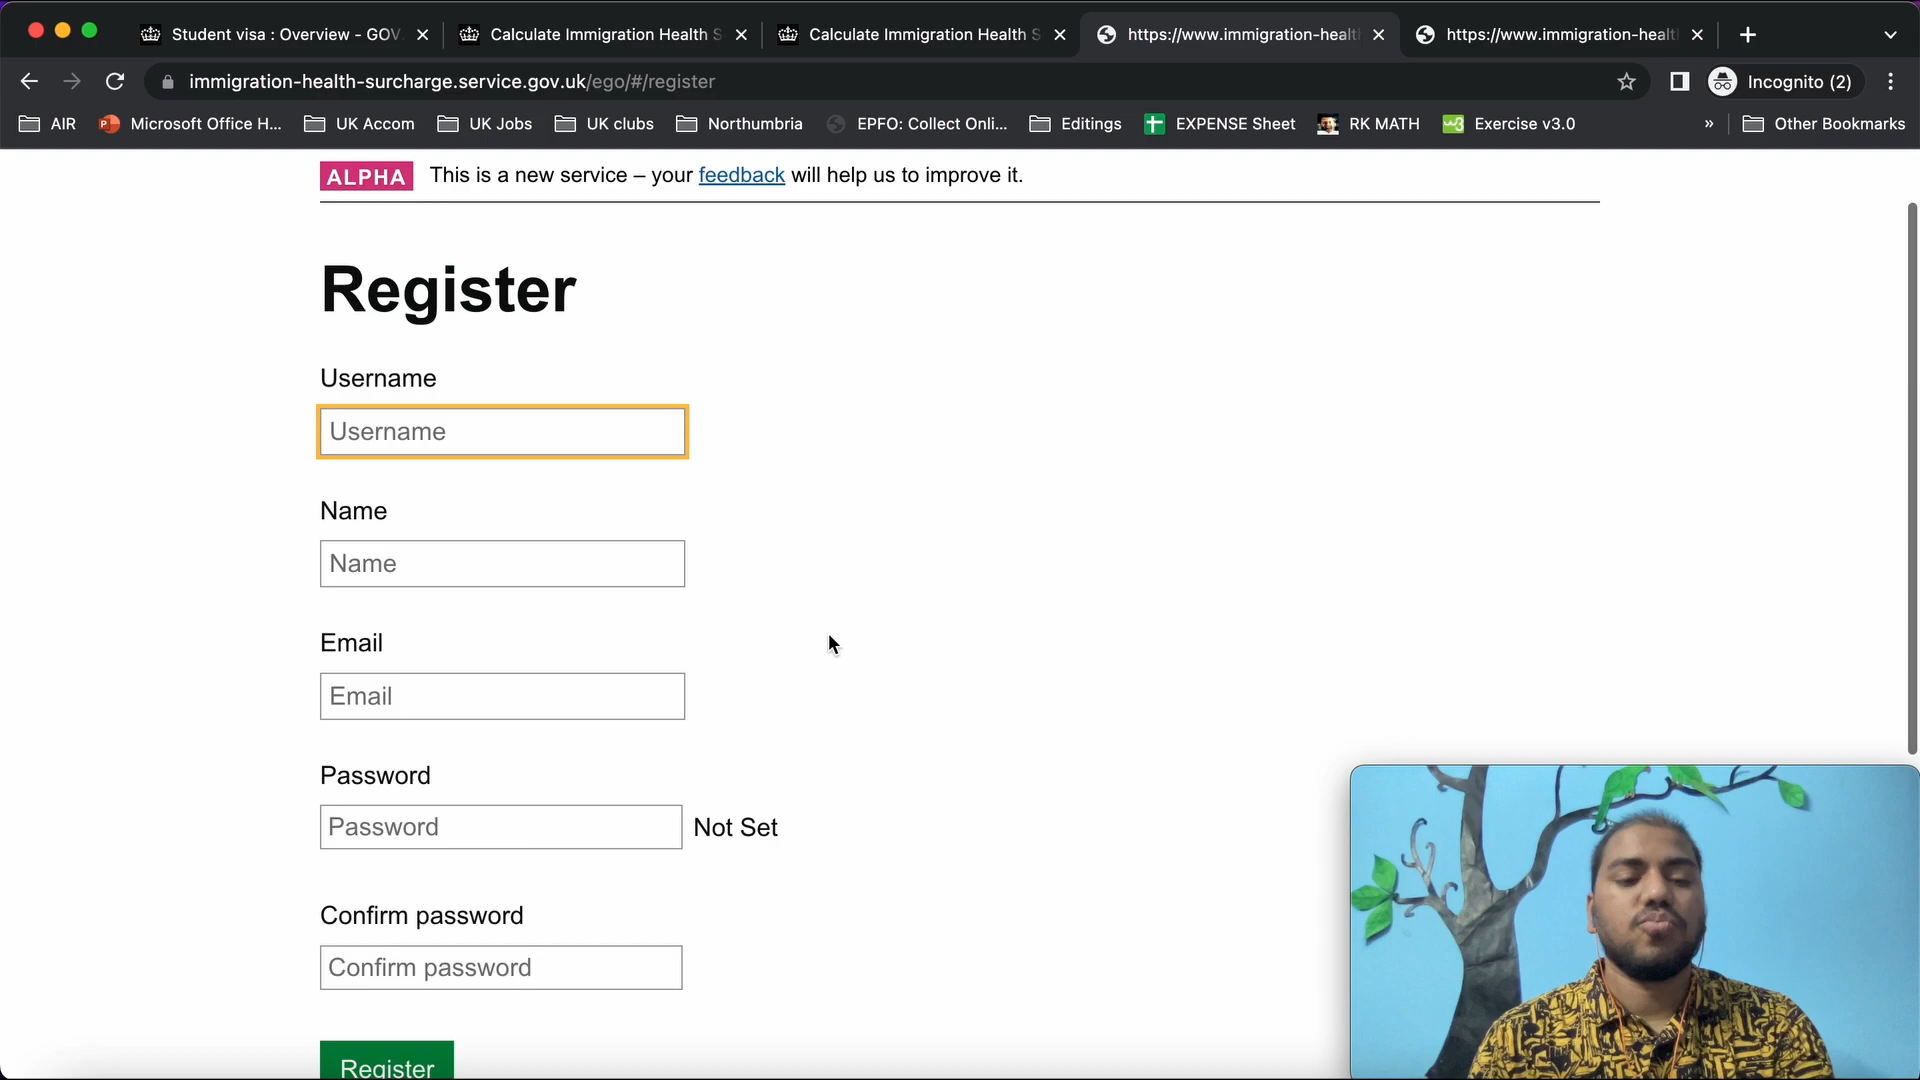 Student visa : Overview - GOV
Calculate Immigration Health S
Calculate Immigration Health S
https://www.immigration-healt
https://www.immigration-healt
immigration-health-surcharge.service.gov.uk/ego/#/register
Incognito (2)
AIR
Microsoft Office H...
UK Accom
UK Jobs
UK clubs
Northumbria
EPFO: Collect Onli...
Editings
EXPENSE Sheet
RK MATH
Exercise v3.0
»
Other Bookmarks
ALPHA This is a new service – your feedback will help us to improve it.
Register
Username
Username
Name
Name
Email
Email
Password
Password Not Set
Confirm password
Confirm password
Register